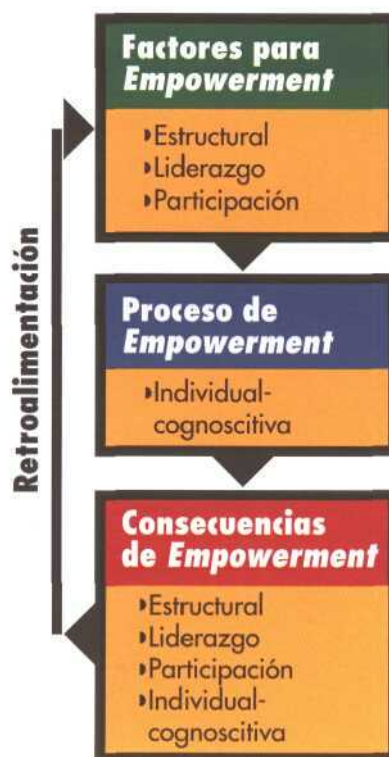 Retroalimentación
Factores para
Empowerment
Estructural
Liderazgo
Participación
Proceso de
Empowerment
Individual-
cognoscitiva
Consecuencias
de Empowerment
Estructural
Liderazgo
Participación
Individual-
cognoscitiva